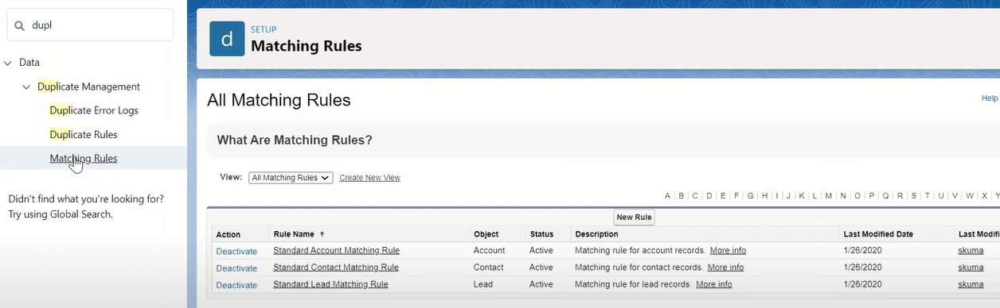 dupl
Data
Duplicate Management
Duplicate Error Logs
Duplicate Rules
Matching Rules
Didn't find what you're looking for?
Try using Global Search.
d
SETUP
Matching Rules
All Matching Rules
Help
What Are Matching Rules?
View: All Matching Rules Create New View
A B C D E F G H I J K L M N O P Q R S T U V W X Y
New Rule
Action Rule Name ↑ Object Status Description Last Modified Date Last Modifi
Deactivate Standard Account Matching Rule Account Active Matching rule for account records. More info 1/26/2020 skuma
Deactivate Standard Contact Matching Rule Contact Active Matching rule for contact records. More info 1/26/2020 skuma
Deactivate Standard Lead Matching Rule Lead Active Matching rule for lead records. More info 1/26/2020 skuma